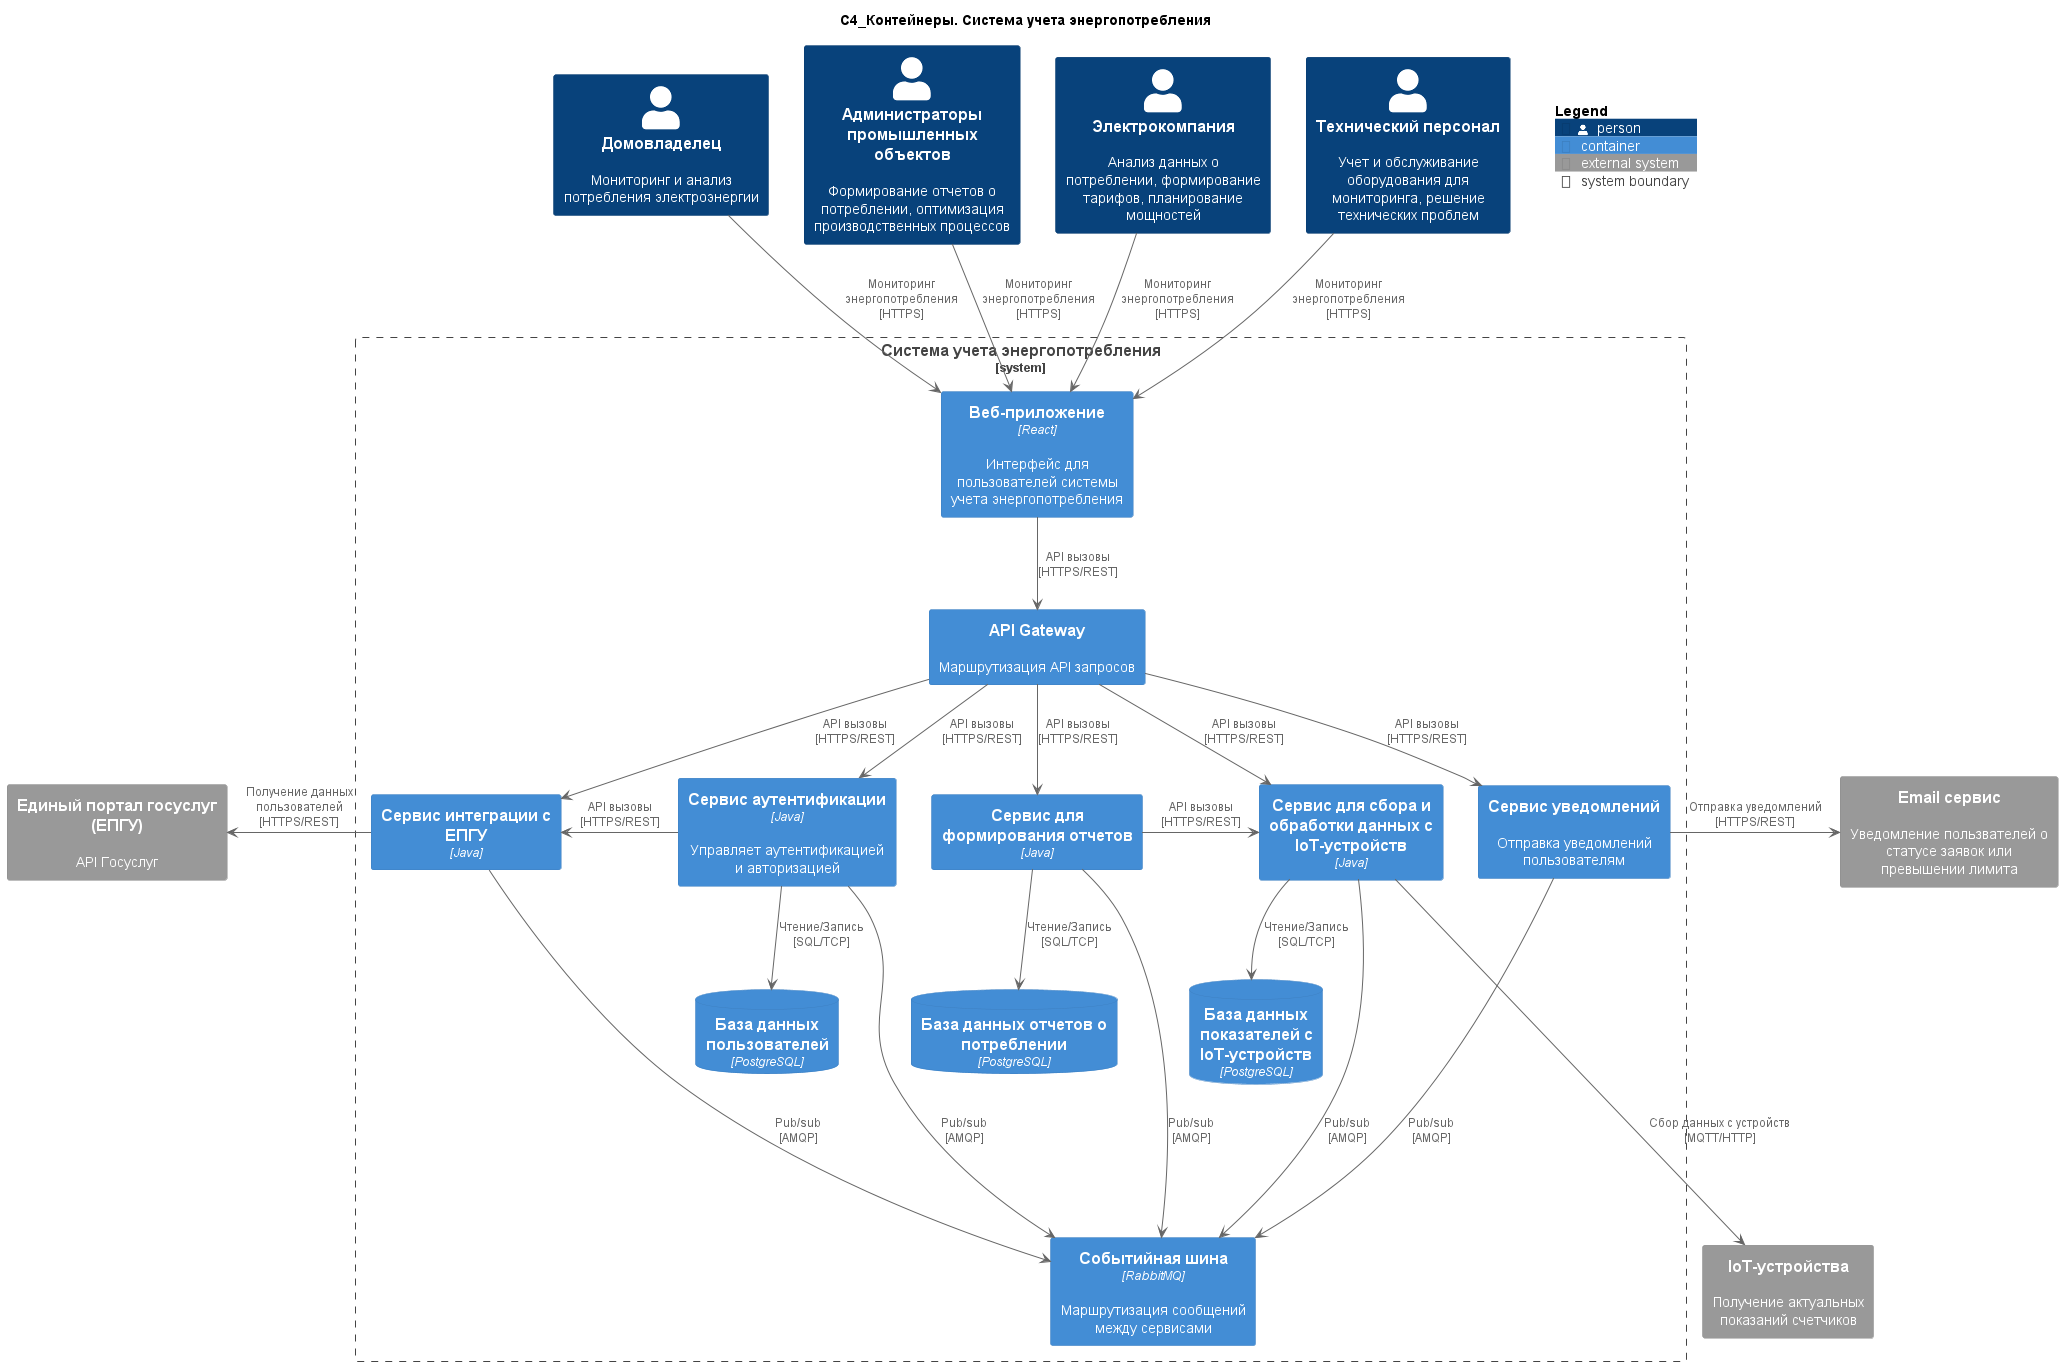 C4_Контейнеры. Система учета энергопотребления
Домовладелец
Мониторинг и анализ
потребления электроэнергии
Администраторы
промышленных
объектов
Формирование отчетов о
потреблении, оптимизация
производственных процессов
Электрокомпания
Анализ данных о
потреблении, формирование
тарифов, планирование
мощностей
Технический персонал
Учет и обслуживание
оборудования для
мониторинга, решение
технических проблем
Legend
person
container
external system
system boundary
Мониторинг
энергопотребления
[HTTPS]
Мониторинг
энергопотребления
[HTTPS]
Мониторинг
энергопотребления
[HTTPS]
Мониторинг
энергопотребления
[HTTPS]
Система учета энергопотребления
[system]
Веб-приложение
[React]
Интерфейс для
пользователей системы
учета энергопотребления
API вызовы
[HTTPS/REST]
API Gateway
Маршрутизация API запросов
API вызовы
[HTTPS/REST]
API вызовы
[HTTPS/REST]
API вызовы
[HTTPS/REST]
API вызовы
[HTTPS/REST]
API вызовы
[HTTPS/REST]
Единый портал госуслуг
(ЕПГУ)
API Госуслуг
Получение данных
пользователей
[HTTPS/REST]
Сервис интеграции с
ЕПГУ
[Java]
API вызовы
[HTTPS/REST]
Сервис аутентификации
[Java]
Управляет аутентификацией
и авторизацией
Сервис для
формирования отчетов
[Java]
API вызовы
[HTTPS/REST]
Сервис для сбора и
обработки данных с
IoT-устройств
[Java]
Сервис уведомлений
Отправка уведомлений
пользователям
Отправка уведомлений
[HTTPS/REST]
Email сервис
Уведомление пользвателей о
статусе заявок или
превышении лимита
Чтение/Запись
[SQL/TCP]
Чтение/Запись
[SQL/TCP]
Чтение/Запись
[SQL/TCP]
База данных
пользователей
[PostgreSQL]
База данных отчетов о
потреблении
[PostgreSQL]
База данных
показателей с
IoT-устройств
[PostgreSQL]
Pub/sub
[AMQP]
Pub/sub
[AMQP]
Pub/sub
[AMQP]
Pub/sub
[AMQP]
Pub/sub
[AMQP]
Сбор данных с устройств
[MQTT/HTTP]
Событийная шина
[RabbitMQ]
Маршрутизация сообщений
между сервисами
IoT-устройства
Получение актуальных
показаний счетчиков